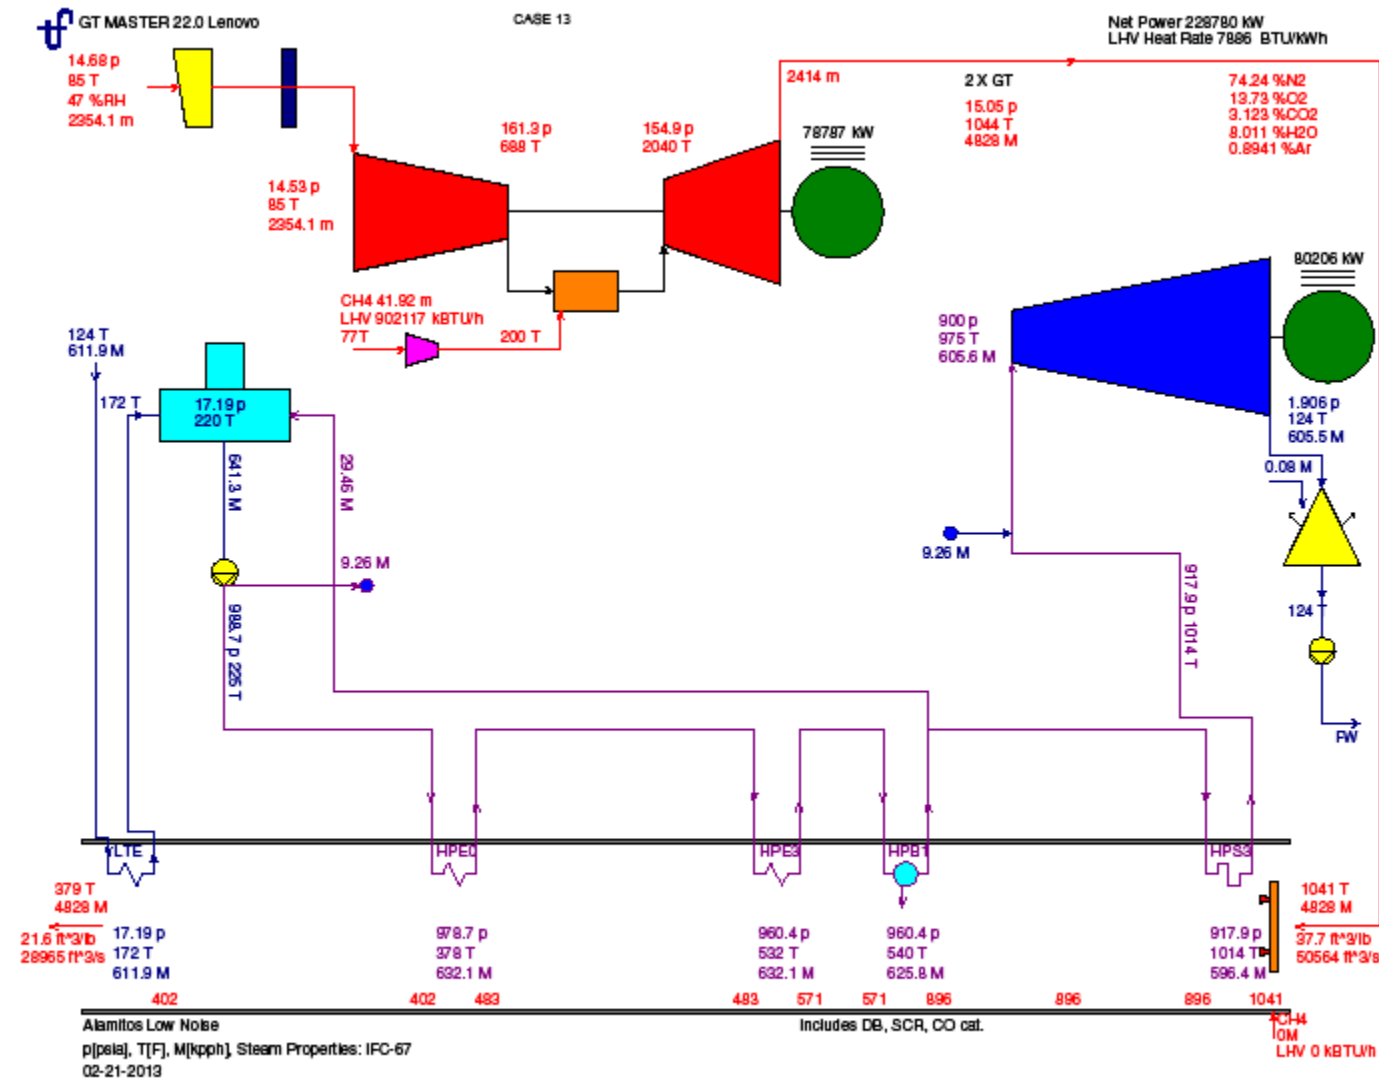 GT MASTER 22.0 Lenovo
CASE 13
Net Power 228780 kW
LHV Heat Rate 7886 BTU/kWh
14.68 p
85 T
47 %RH
2354.1 m
2414 m
2 X GT
15.05 p
1044 T
4828 M
74.24 %N2
13.73 %O2
3.123 %CO2
8.011 %H2O
0.8941 %Ar
161.3 p
688 T
154.9 p
2040 T
78787 kW
14.53 p
85 T
2354.1 m
80206 kW
CH4 41.92 m
LHV 902117 kBTU/h
77T
200 T
900 p
975 T
605.6 M
124 T
611.9 M
172 T
17.19 p
220 T
1.906 p
124 T
605.5 M
0.08 M
641.3 M
29.46 M
9.26 M
9.26 M
988.7 p 225 T
917.9 p 1014 T
124 T
FW
LTE
HPE0
HPE3
HPB1
HPS3
379 T
4828 M
21.6 ft^3/lb
28965 ft^3/s
17.19 p
172 T
611.9 M
978.7 p
378 T
632.1 M
960.4 p
532 T
632.1 M
960.4 p
540 T
625.8 M
917.9 p
1014 T
596.4 M
1041 T
4828 M
37.7 ft^3/lb
50564 ft^3/s
402
402
483
483
571
571
896
896
896
1041
Alamitos Low Noise
Includes DB, SCR, CO cat.
CH4
0M
LHV 0 kBTU/h
p[psia], T[F], M[kpph], Steam Properties: IFC-67
02-21-2013